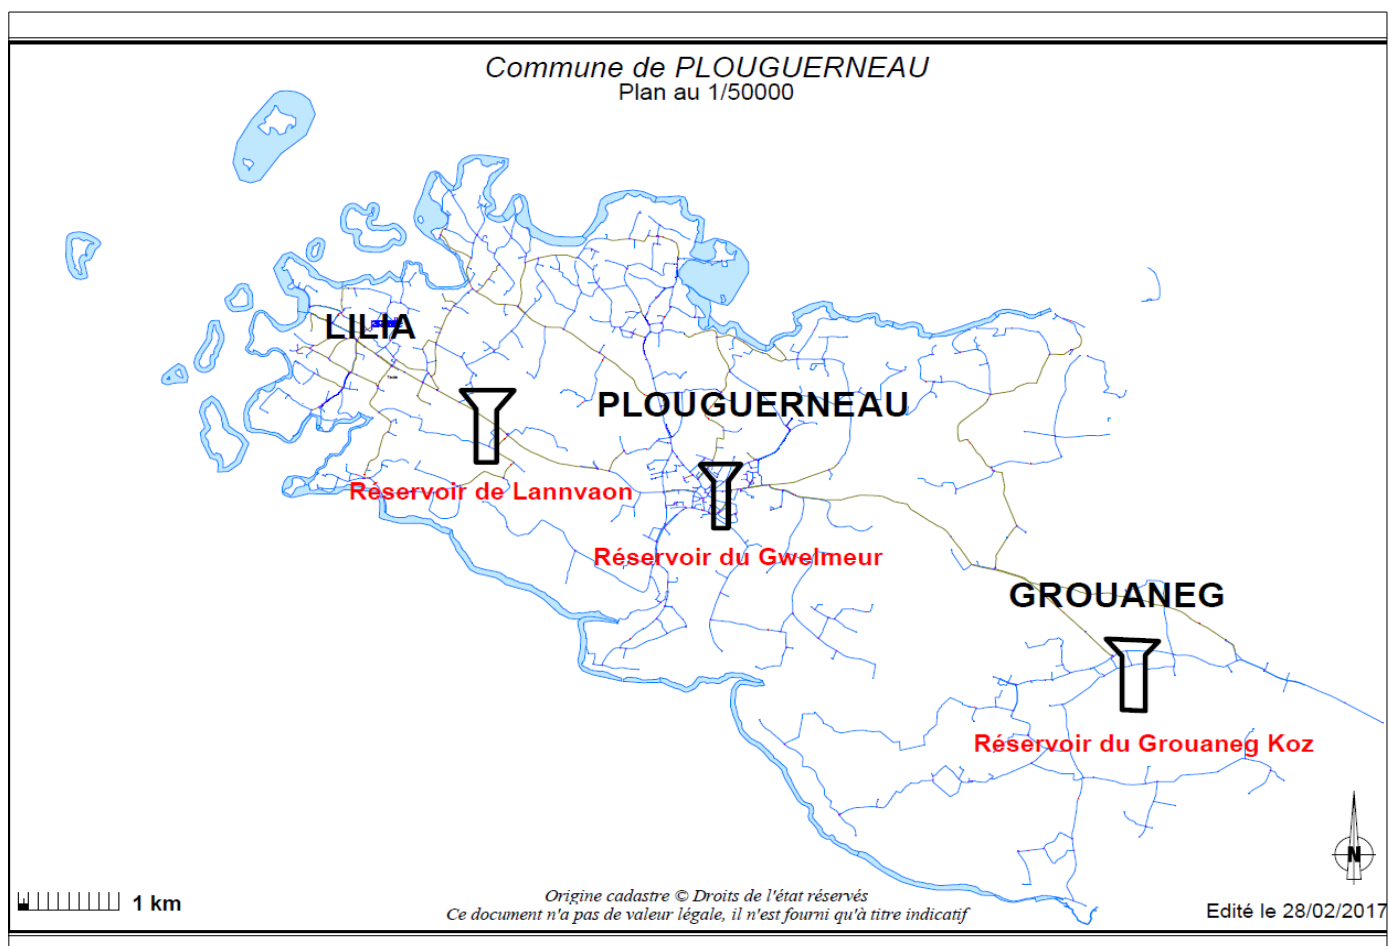 Commune de PLOUGUERNEAU
Plan au 1/50000
LILIA
PLOUGUERNEAU
Réservoir de Lannvaon
Réservoir du Gwelmeur
GROUANEG
Réservoir du Grouaneg Koz
N
1 km
Origine cadastre © Droits de l'état réservés
Ce document n'a pas de valeur légale, il n'est fourni qu'à titre indicatif
Edité le 28/02/2017